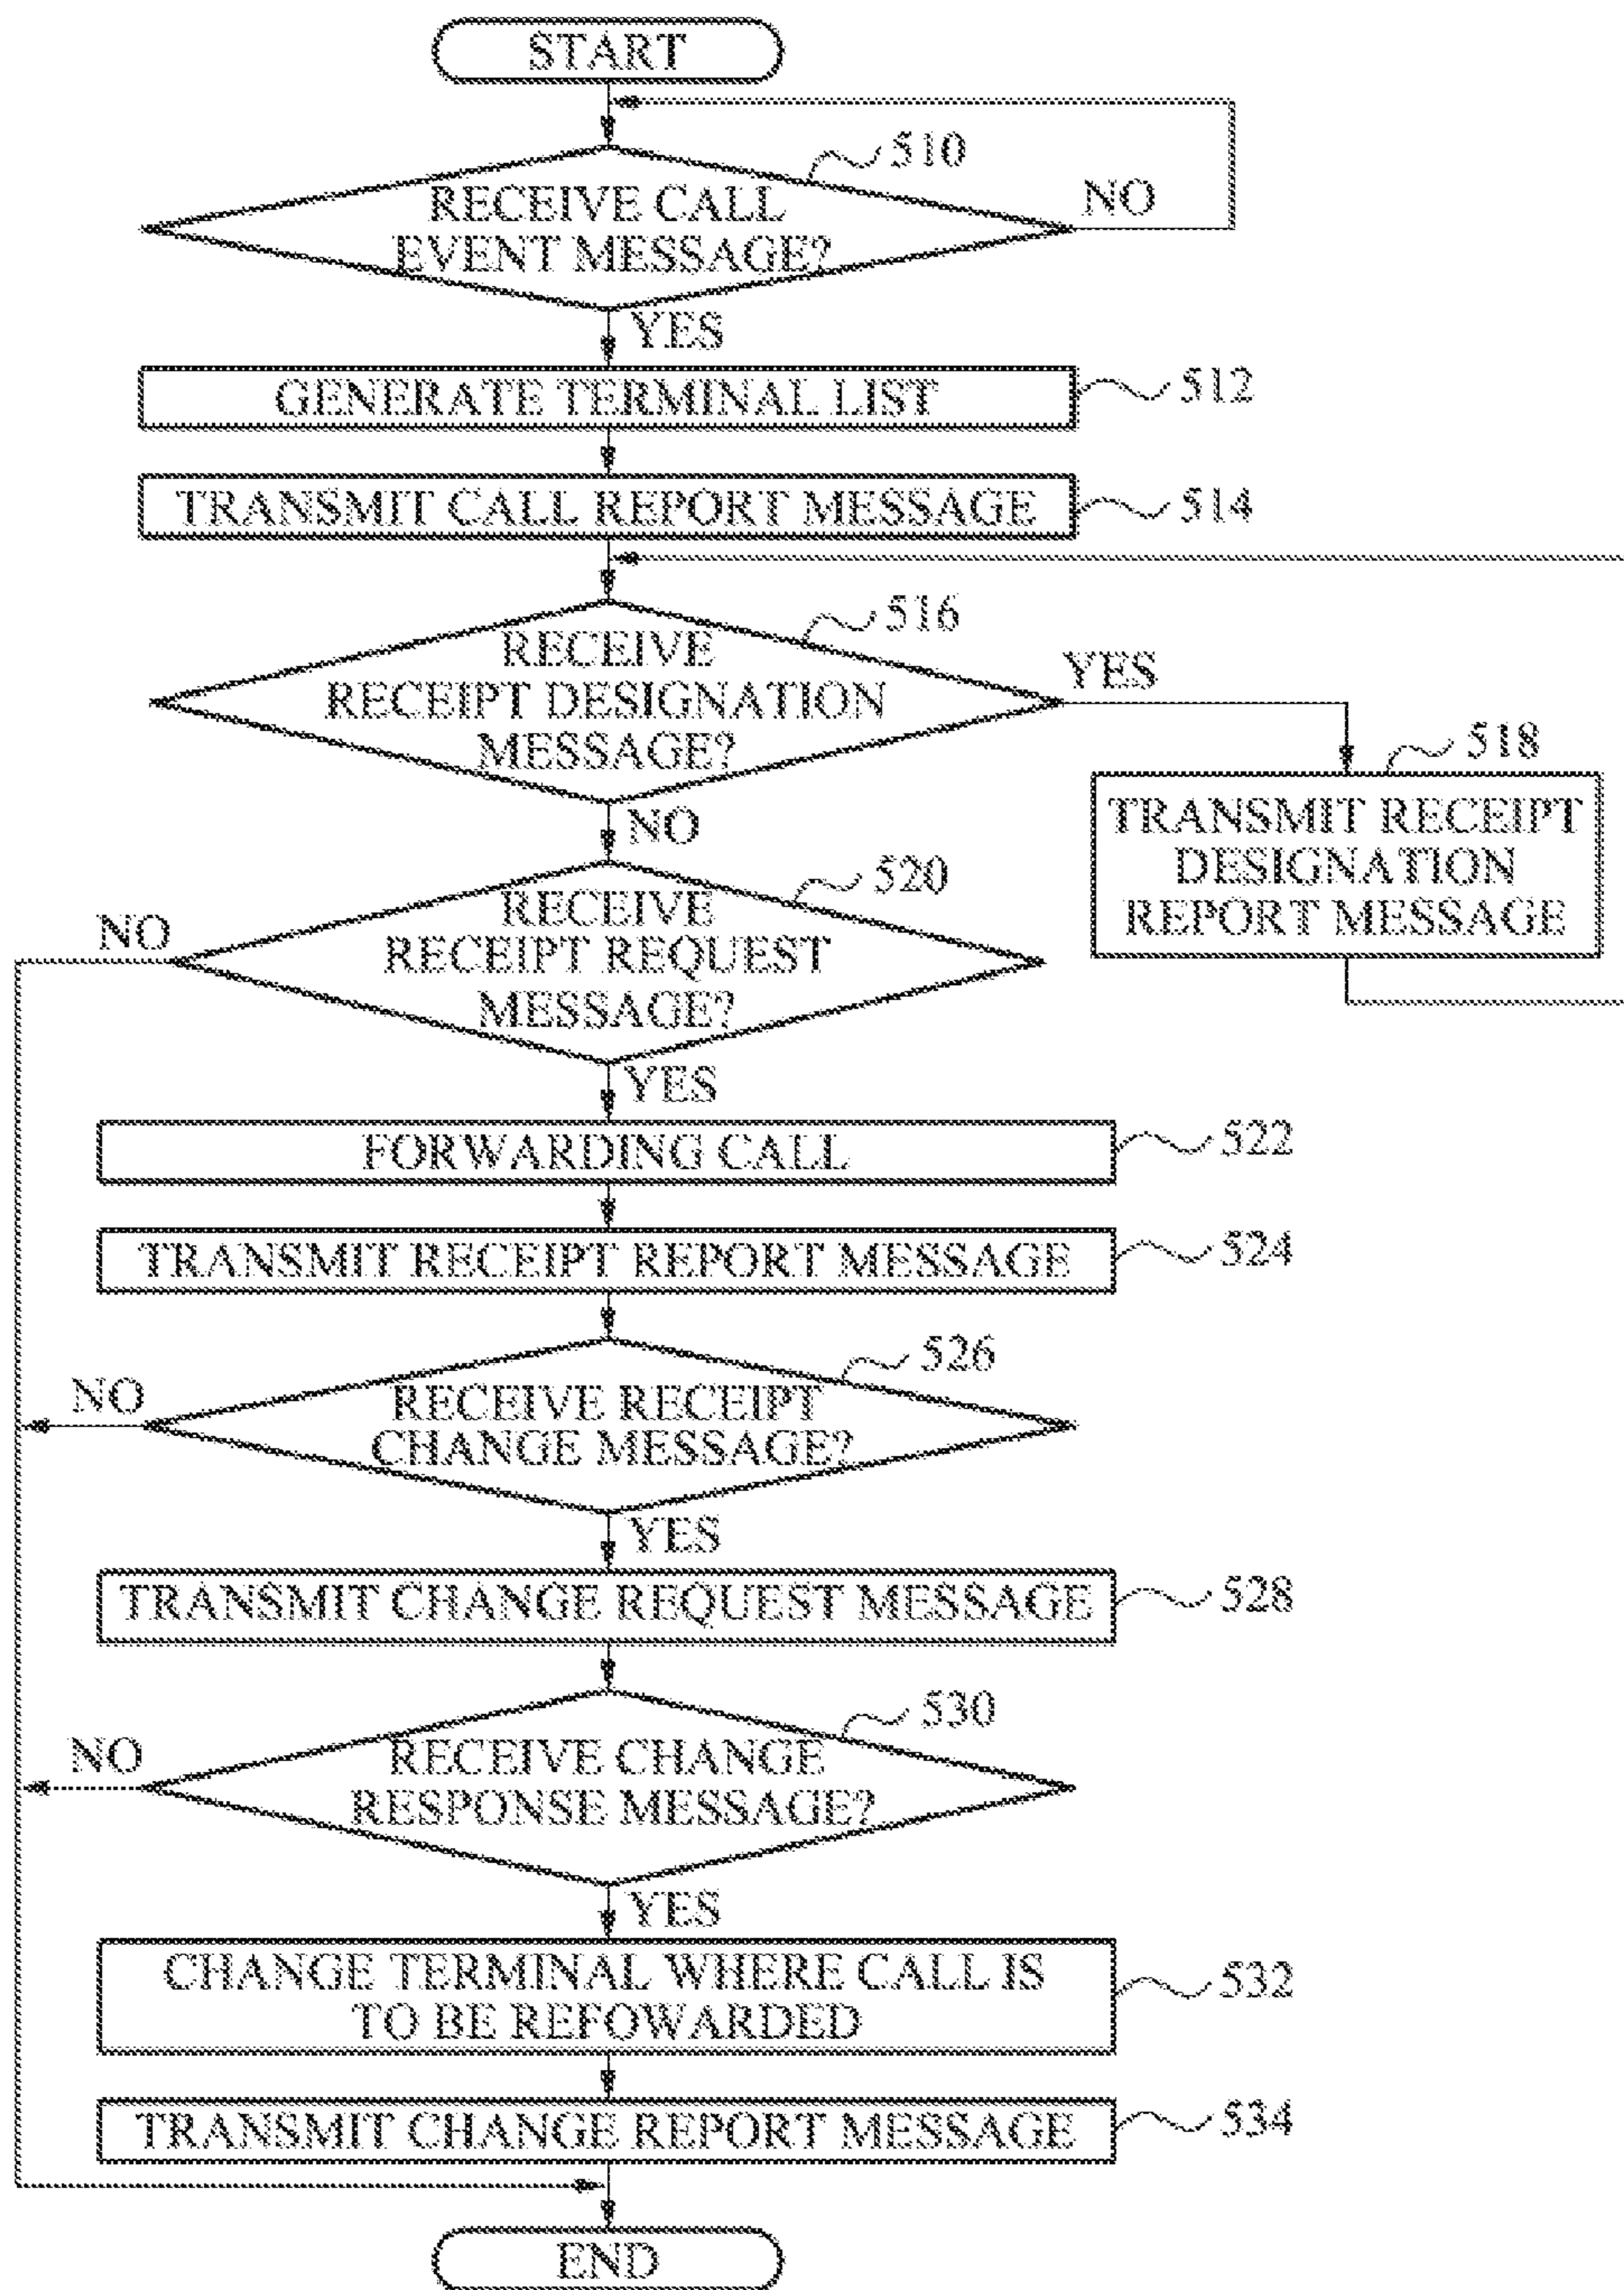 START
510
RECEIVE CALL
EVENT MESSAGE?
NO
YES
GENERATE TERMINAL LIST
512
TRANSMIT CALL REPORT MESSAGE
514
516
RECEIVE
RECEIPT DESIGNATION
MESSAGE?
YES
518
TRANSMIT RECEIPT
DESIGNATION
REPORT MESSAGE
NO
520
RECEIVE
RECEIPT REQUEST
MESSAGE?
NO
YES
FORWARDING CALL
522
TRANSMIT RECEIPT REPORT MESSAGE
524
526
RECEIVE RECEIPT
CHANGE MESSAGE?
NO
YES
TRANSMIT CHANGE REQUEST MESSAGE
528
530
RECEIVE CHANGE
RESPONSE MESSAGE?
NO
YES
CHANGE TERMINAL WHERE CALL IS
TO BE REFOWARDED
532
TRANSMIT CHANGE REPORT MESSAGE
534
END